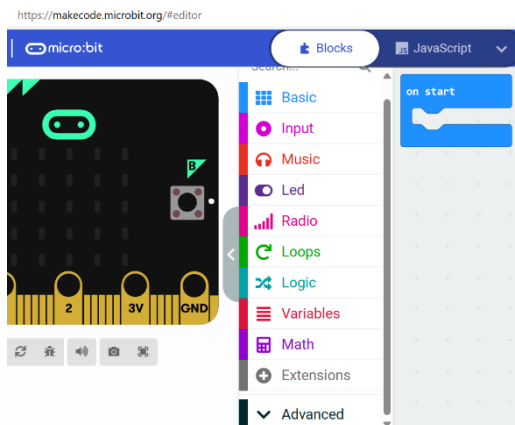 https://makecode.microbit.org/#editor
micro:bit
Blocks
JS JavaScript
Search...
Basic
Input
Music
Led
Radio
Loops
Logic
Variables
Math
Extensions
Advanced
on start
B
2 3V GND